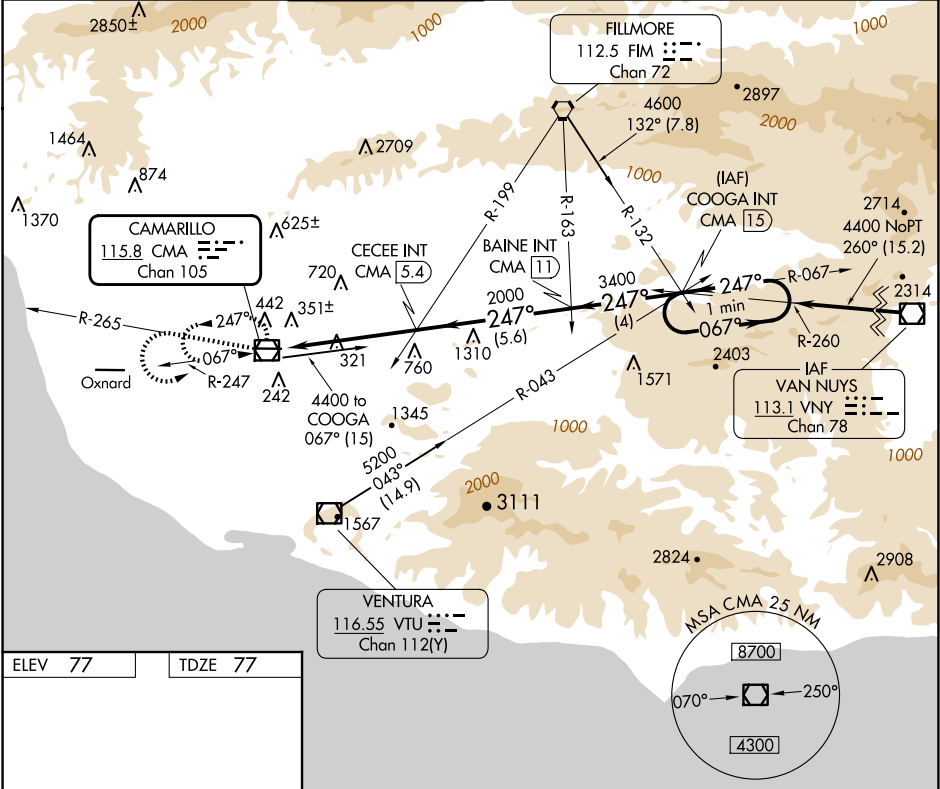 2850±
2000
1000
1000
FILLMORE
112.5 FIM
Chan 72
2897
2000
4600
132° (7.8)
1464
2709
1000
874
(IAF)
COOGA INT
CMA 15
1370
R-199
R-163
R-132
2714
4400 NoPT
260° (15.2)
CAMARILLO
115.8 CMA
Chan 105
625±
CECEE INT
CMA 5.4
BAINE INT
CMA 11
720
3400
247°
R-067
2314
442
351±
2000
247°
(5.6)
247°
(4)
1 min
067°
R-260
R-265
247°
067°
R-247
321
760
1310
Oxnard
242
4400 to
COOGA
067° (15)
1571
2403
R-043
IAF
VAN NUYS
113.1 VNY
Chan 78
1345
1000
1000
5200
043°
(14.9)
2000
3111
1567
2824
2908
VENTURA
116.55 VTU
Chan 112(Y)
MSA CMA 25 NM
8700
070°
250°
4300
ELEV 77
TDZE 77